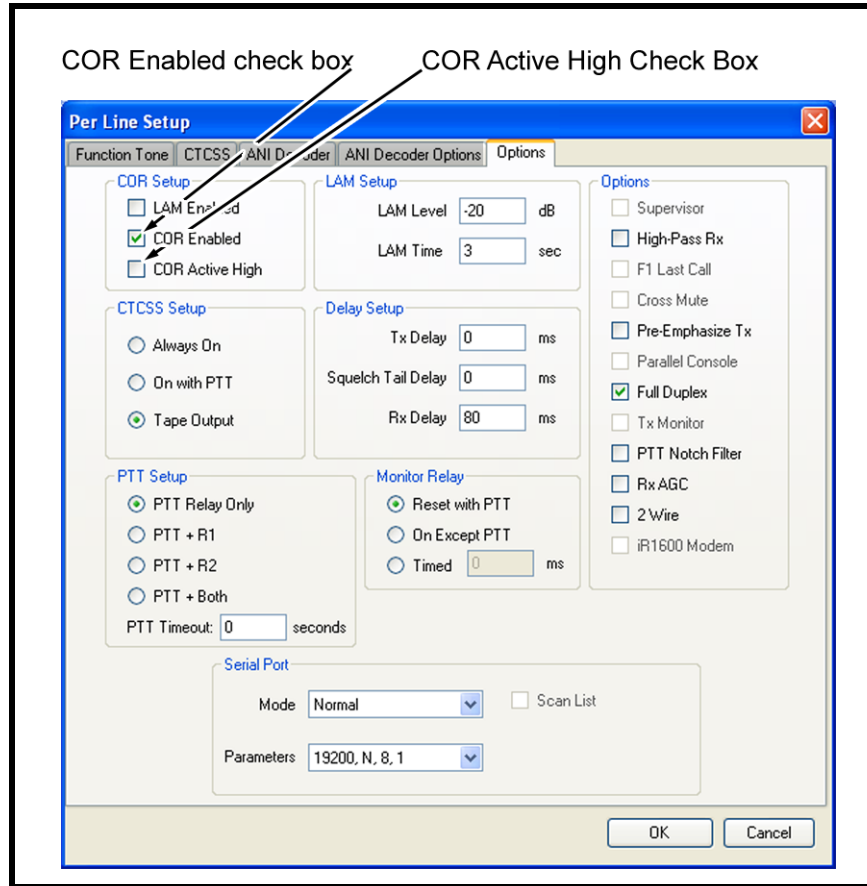 COR Enabled check box
COR Active High Check Box
Per Line Setup
Function Tone
CTCSS
ANI Decoder
ANI Decoder Options
Options
COR Setup
LAM Enabled
COR Enabled
COR Active High
LAM Setup
LAM Level -20 dB
LAM Time 3 sec
CTCSS Setup
Always On
On with PTT
Tape Output
Delay Setup
Tx Delay 0 ms
Squelch Tail Delay 0 ms
Rx Delay 80 ms
Options
Supervisor
High-Pass Rx
F1 Last Call
Cross Mute
Pre-Emphasize Tx
Parallel Console
Full Duplex
Tx Monitor
PTT Notch Filter
Rx AGC
2 Wire
iR1600 Modem
PTT Setup
PTT Relay Only
PTT + R1
PTT + R2
PTT + Both
PTT Timeout: 0 seconds
Monitor Relay
Reset with PTT
On Except PTT
Timed 0 ms
Serial Port
Mode Normal
Scan List
Parameters 19200, N, 8, 1
OK
Cancel